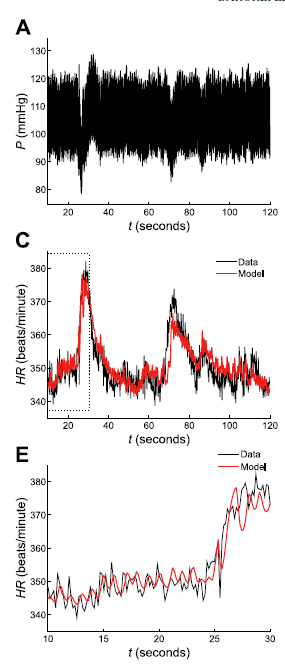 A
130
120
110
100
90
80
P (mmHg)
20 40 60 80 100 120
t (seconds)
C
Data
Model
380
370
360
350
340
HR (beats/minute)
20 40 60 80 100 120
t (seconds)
E
Data
Model
380
370
360
350
340
HR (beats/minute)
10 15 20 25 30
t (seconds)